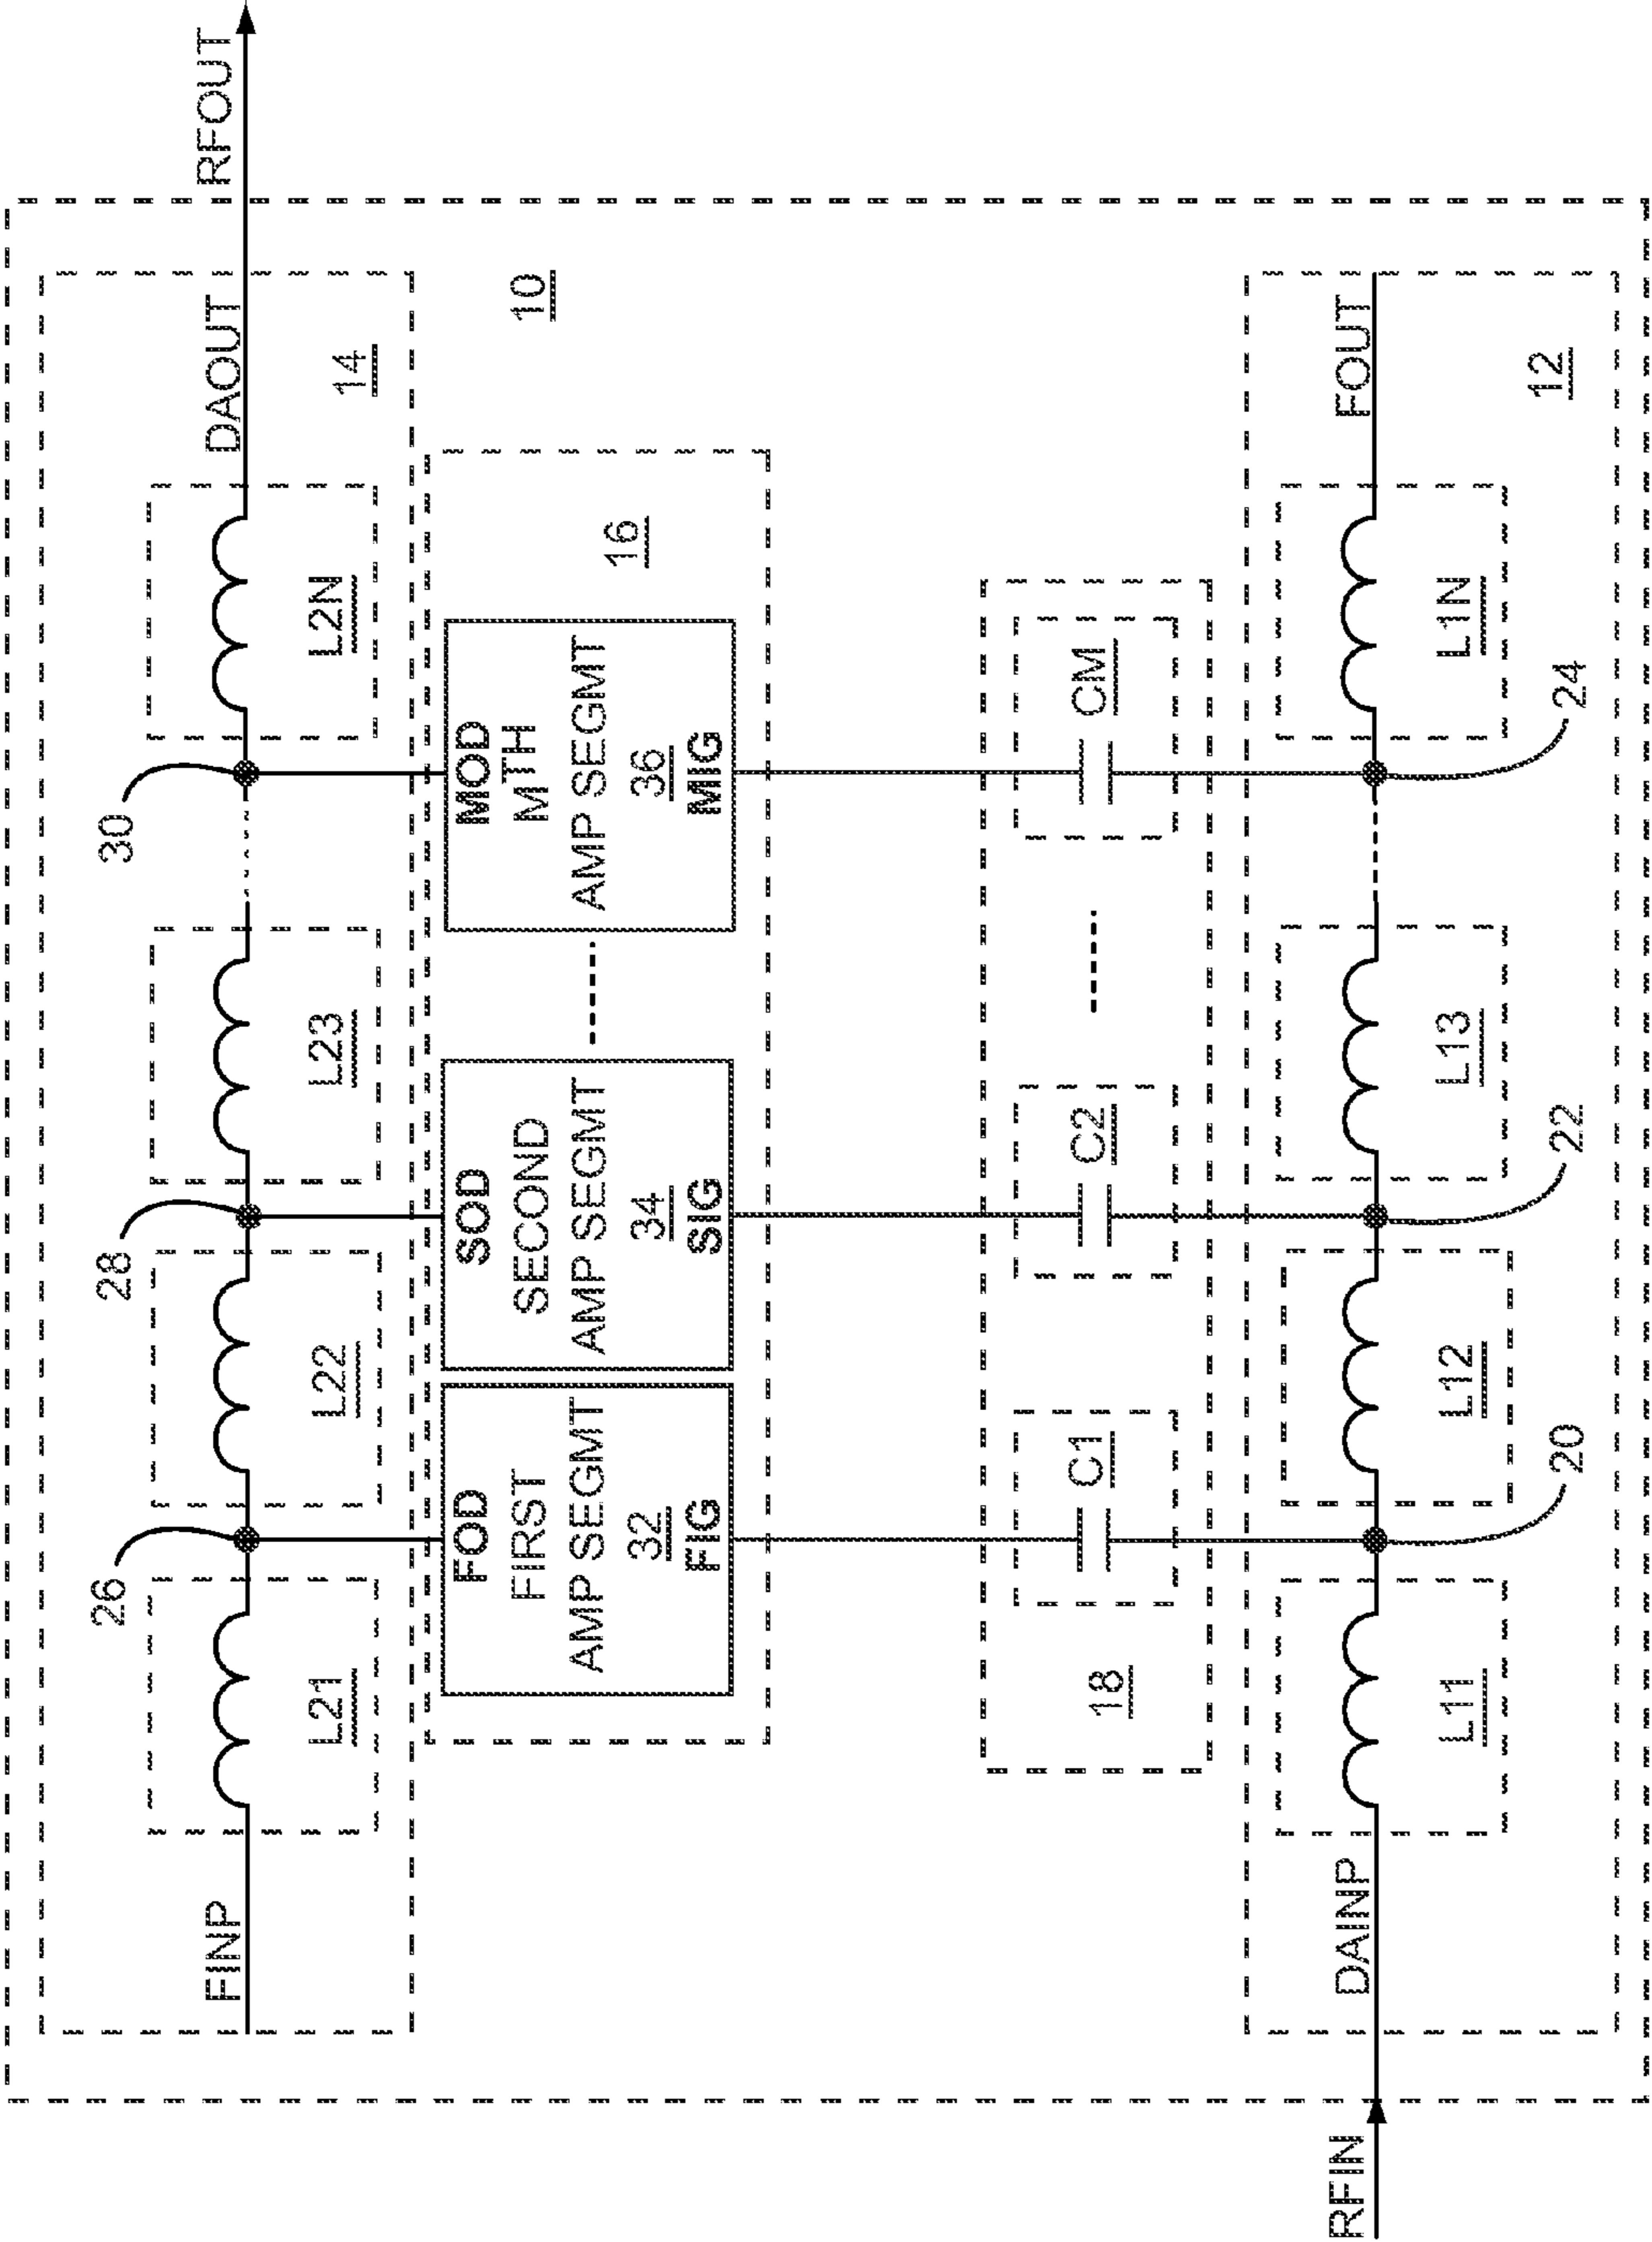 RFOUT
30
28
26
FINP
DAOUT
L21
L22
L23
L2N
14
10
FOD
FIRST
AMP SEGMT
32
FIG
SOD
SECOND
AMP SEGMT
34
SIG
MOD
MTH
AMP SEGMT
36
MIG
16
18
C1
C2
CM
RFIN
DAINP
FOUT
L11
L12
L13
L1N
12
20
22
24